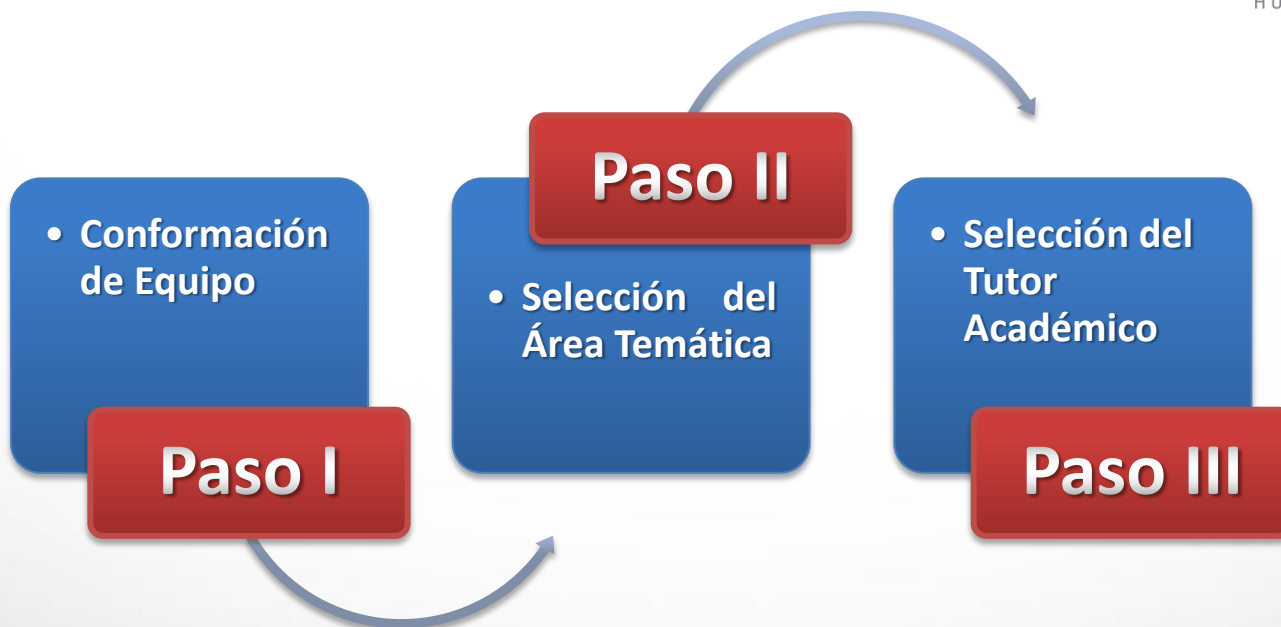 • Conformación
de Equipo
Paso I
Paso II
• Selección del
Área Temática
• Selección del
Tutor
Académico
Paso III